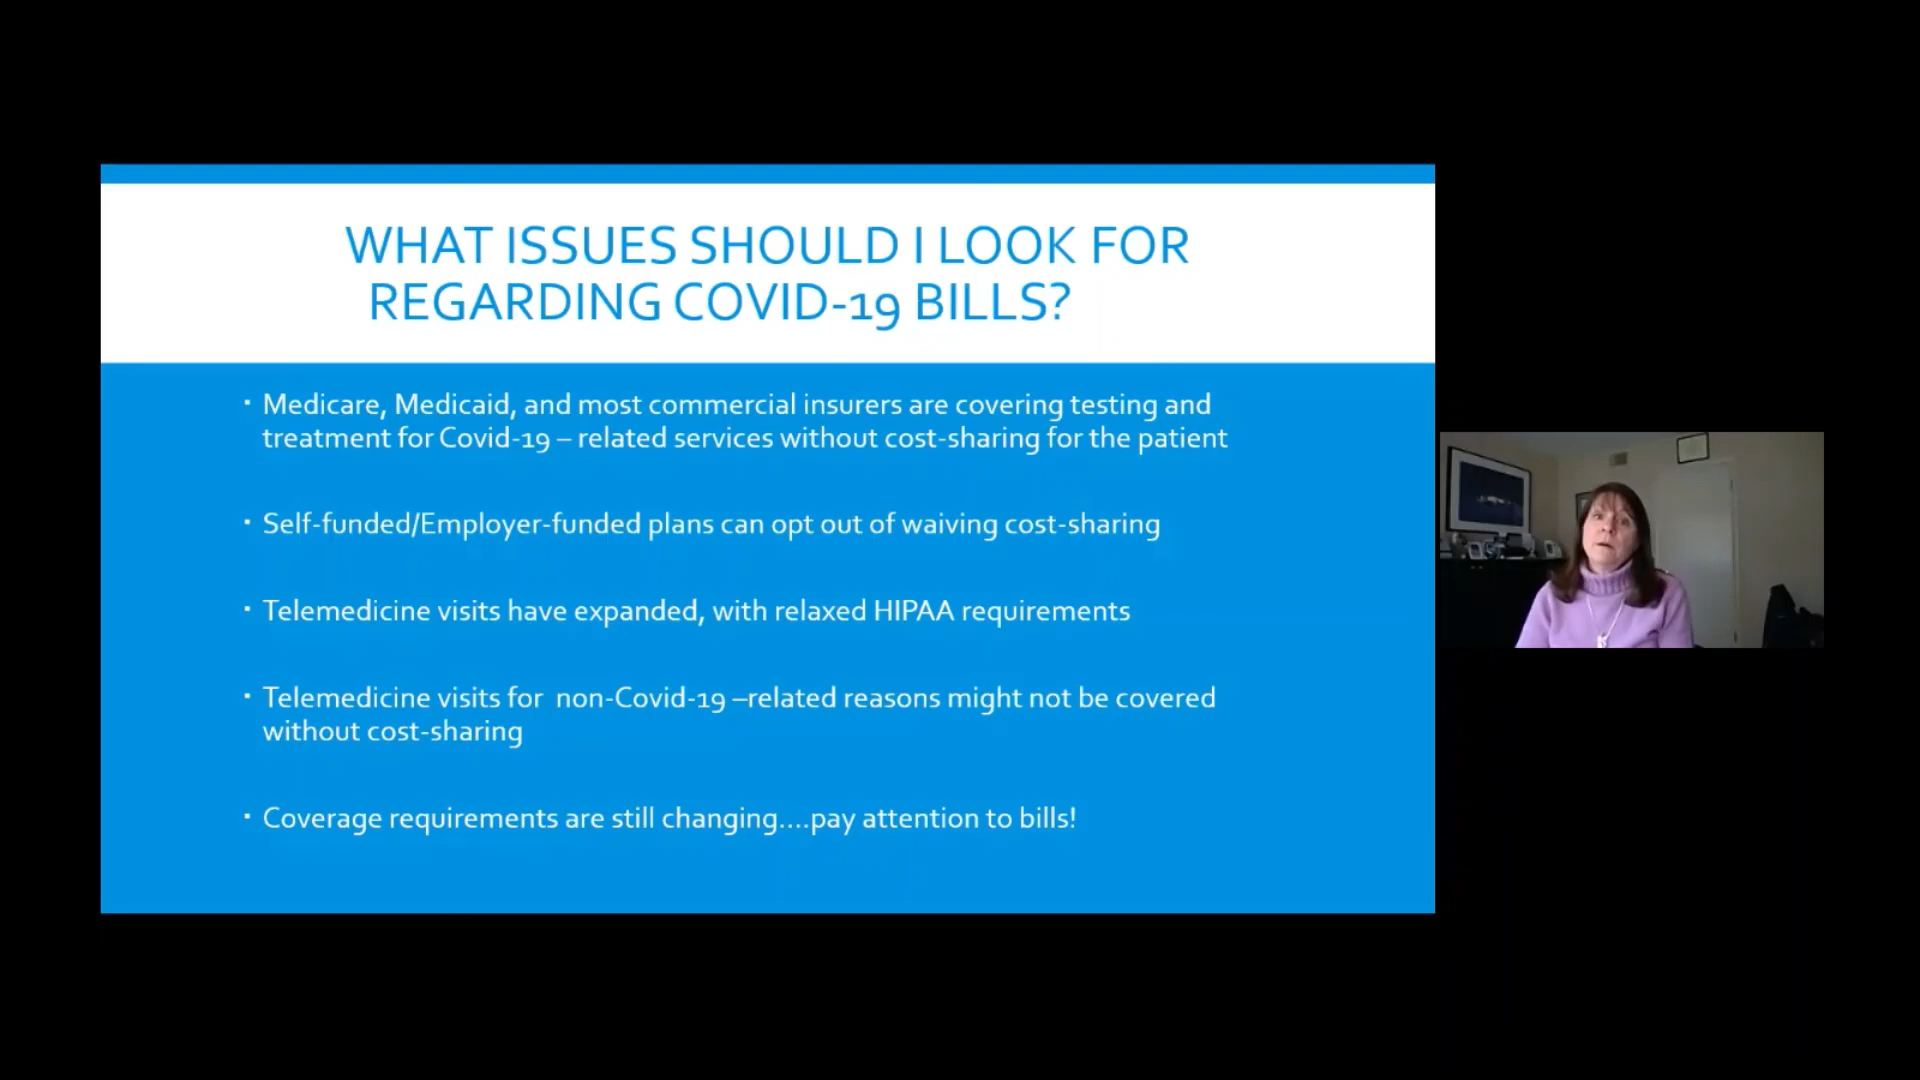 WHAT ISSUES SHOULD I LOOK FOR
REGARDING COVID-19 BILLS?
▪ Medicare, Medicaid, and most commercial insurers are covering testing and
treatment for Covid-19 – related services without cost-sharing for the patient
▪ Self-funded/Employer-funded plans can opt out of waiving cost-sharing
▪ Telemedicine visits have expanded, with relaxed HIPAA requirements
▪ Telemedicine visits for  non-Covid-19 –related reasons might not be covered
without cost-sharing
▪ Coverage requirements are still changing....pay attention to bills!